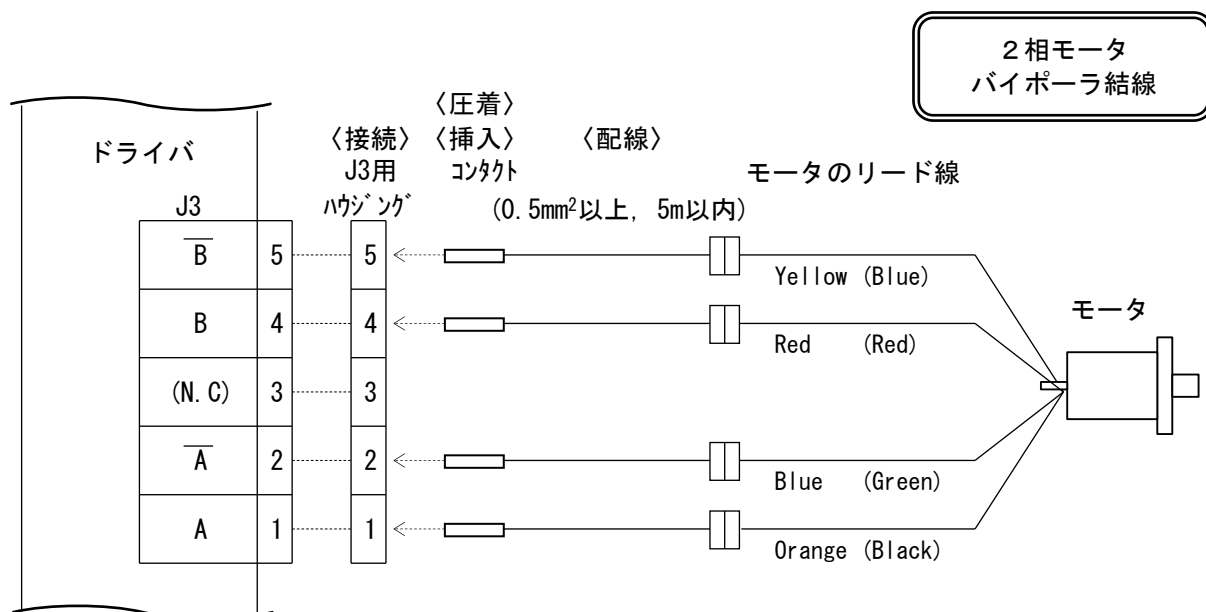 2相モータ
バイポーラ結線
〈圧着〉
ドライバ 〈接続〉 〈挿入〉 〈配線〉
J3用 コンタクト モータのリード線
J3 ハウジング (0.5mm²以上, 5m以内)
B̅ 5 5
Yellow (Blue)
モータ
B 4 4
Red (Red)
(N.C) 3 3
A̅ 2 2
Blue (Green)
A 1 1
Orange (Black)